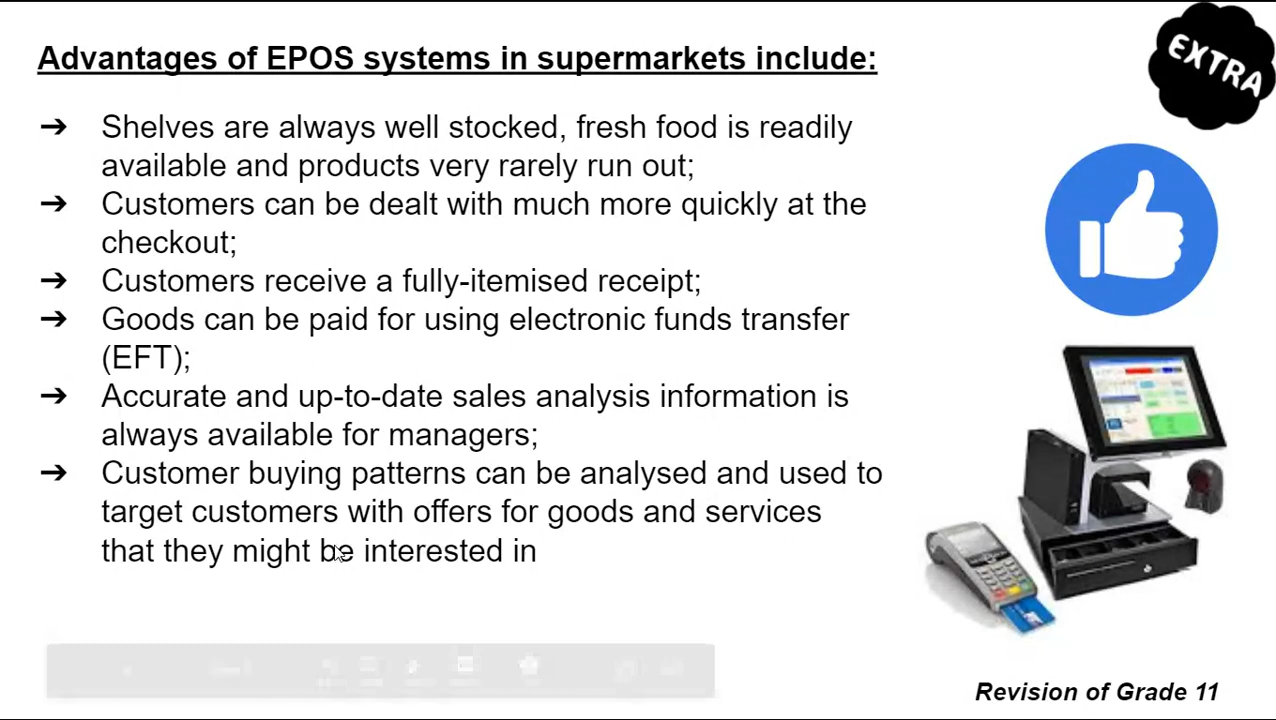 Advantages of EPOS systems in supermarkets include:
EXTRA
➔ Shelves are always well stocked, fresh food is readily
available and products very rarely run out;
➔ Customers can be dealt with much more quickly at the
checkout;
➔ Customers receive a fully-itemised receipt;
➔ Goods can be paid for using electronic funds transfer
(EFT);
➔ Accurate and up-to-date sales analysis information is
always available for managers;
➔ Customer buying patterns can be analysed and used to
target customers with offers for goods and services
that they might be interested in
Revision of Grade 11